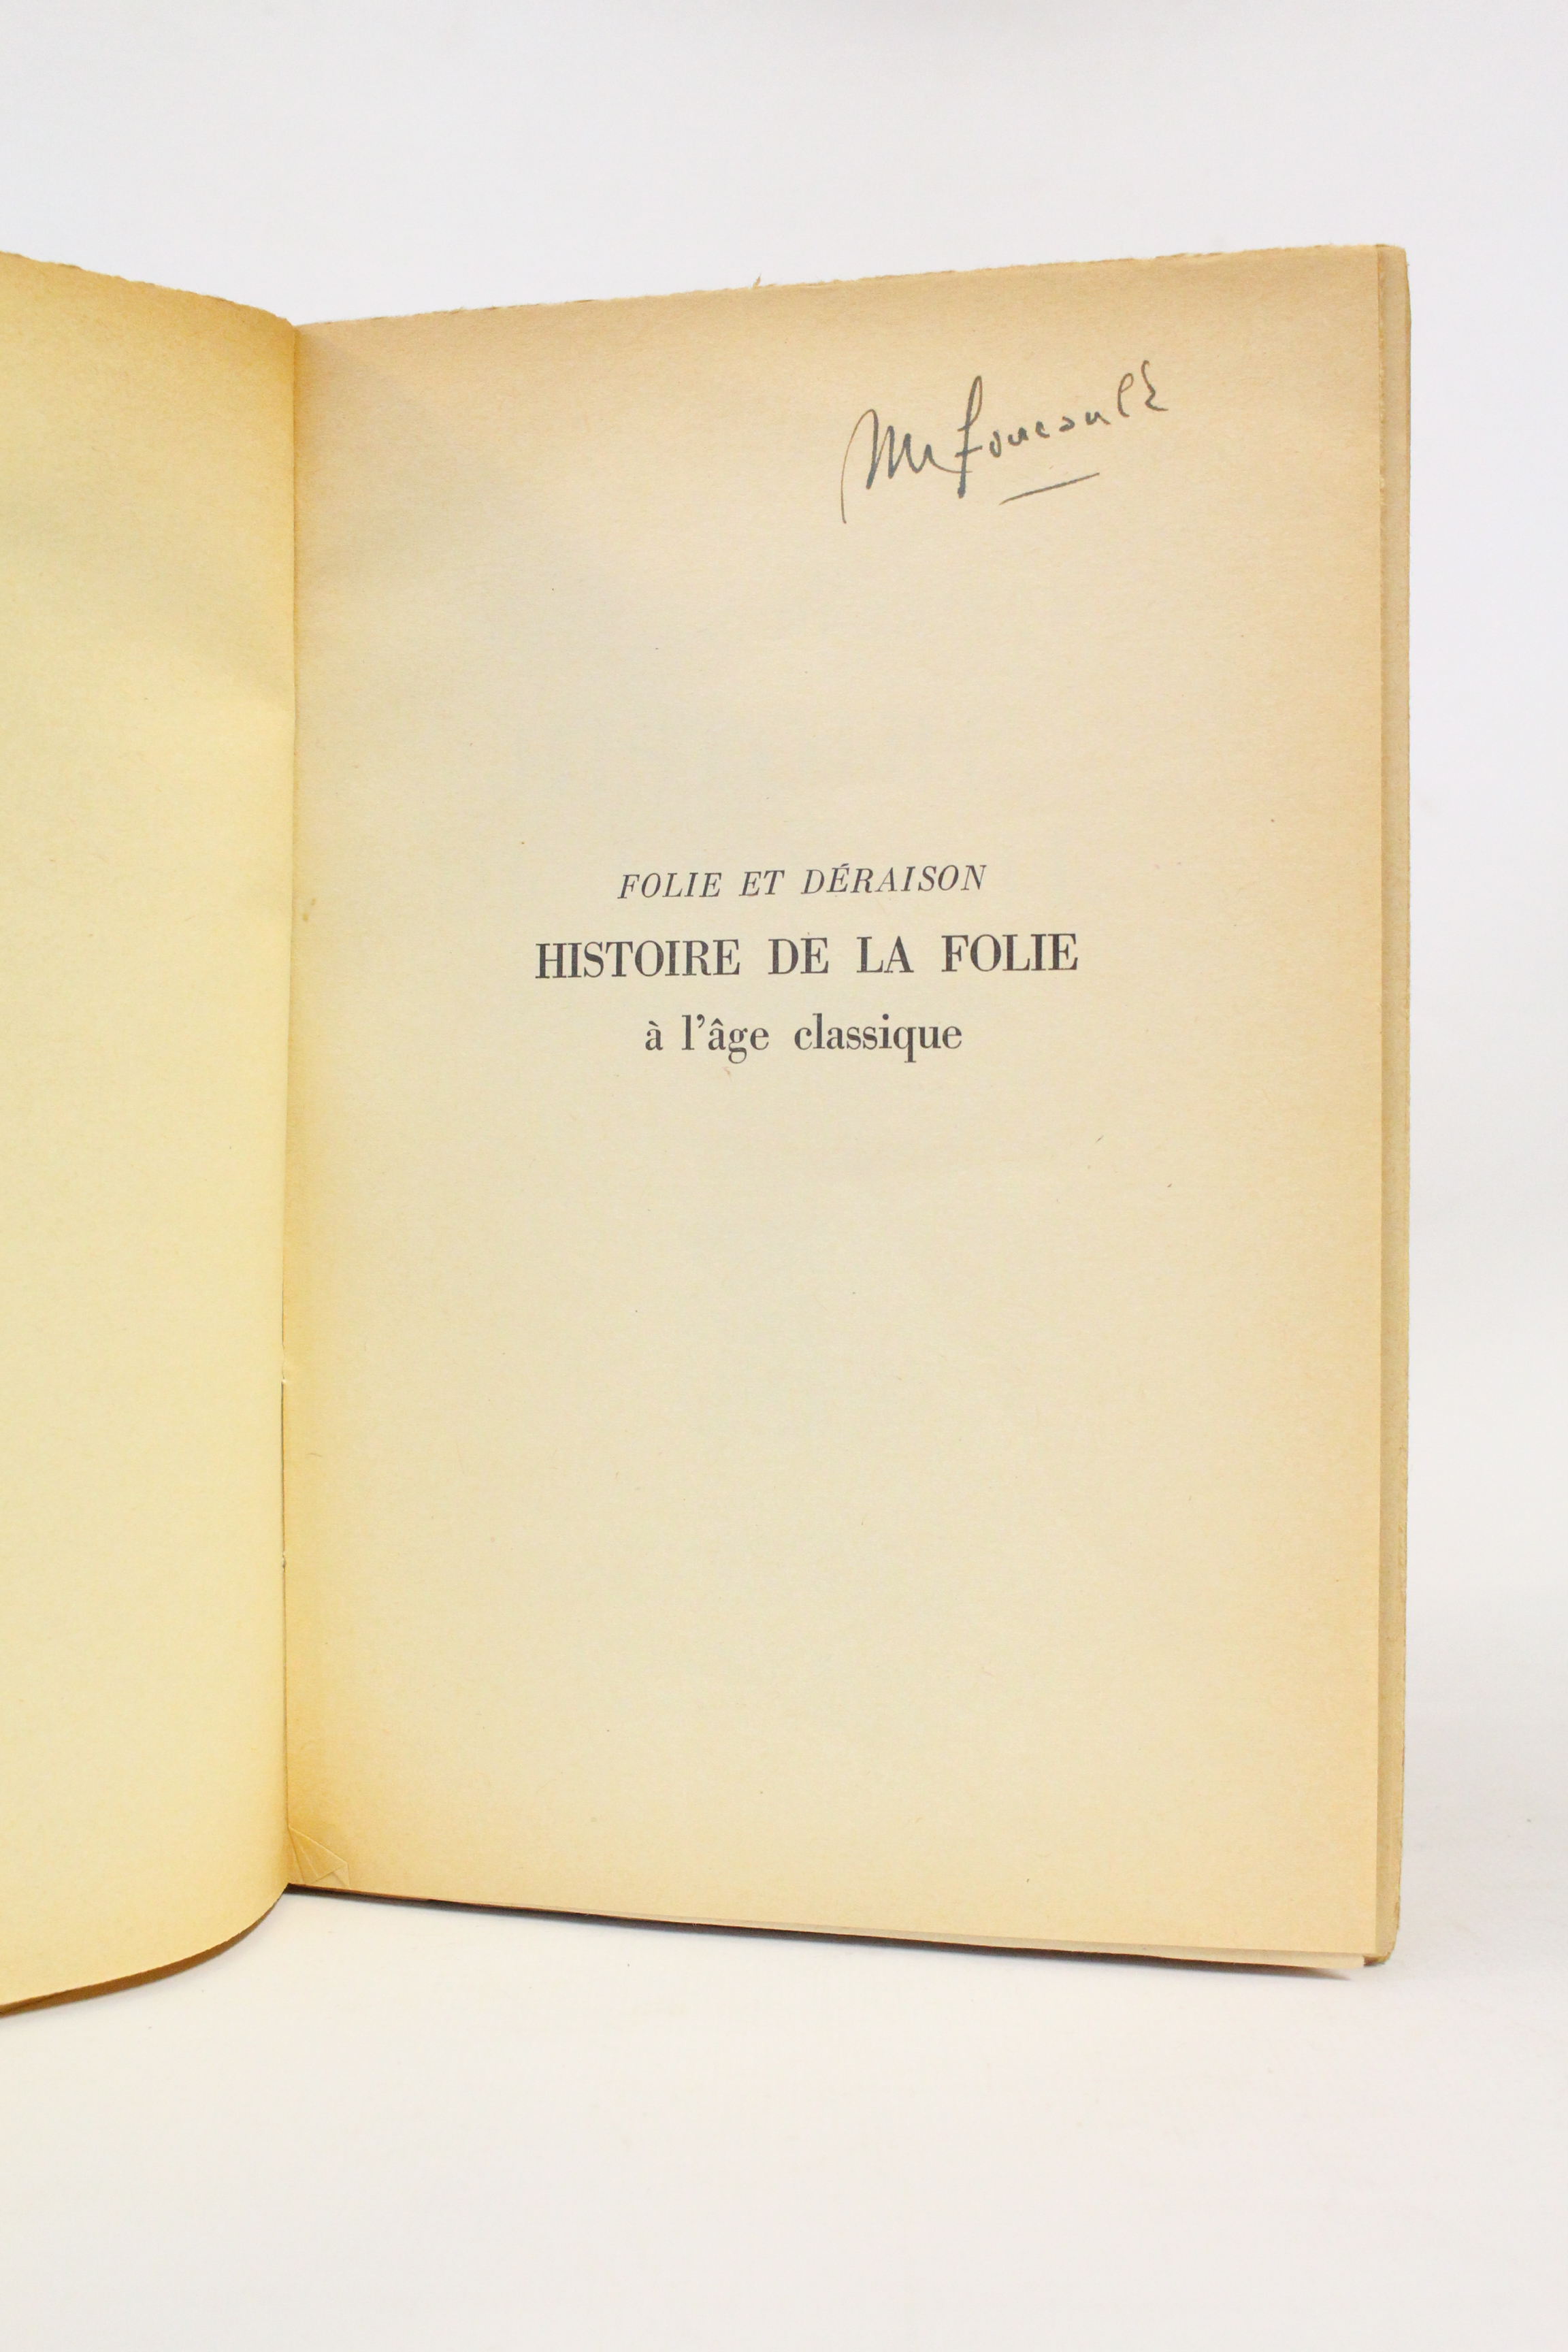 M Foucault
FOLIE ET DÉRAISON
HISTOIRE DE LA FOLIE
à l'âge classique